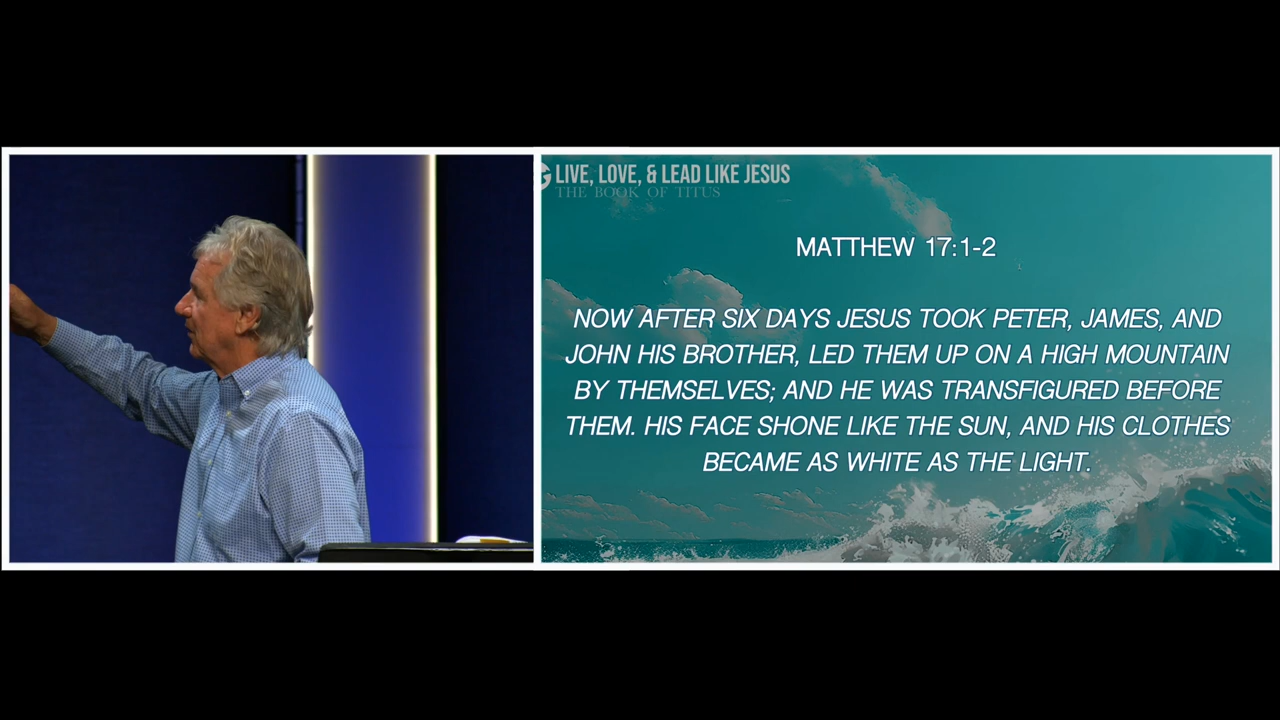 LIVE, LOVE, & LEAD LIKE JESUS
THE BOOK OF TITUS
MATTHEW 17:1-2
NOW AFTER SIX DAYS JESUS TOOK PETER, JAMES, AND
JOHN HIS BROTHER, LED THEM UP ON A HIGH MOUNTAIN
BY THEMSELVES; AND HE WAS TRANSFIGURED BEFORE
THEM. HIS FACE SHONE LIKE THE SUN, AND HIS CLOTHES
BECAME AS WHITE AS THE LIGHT.